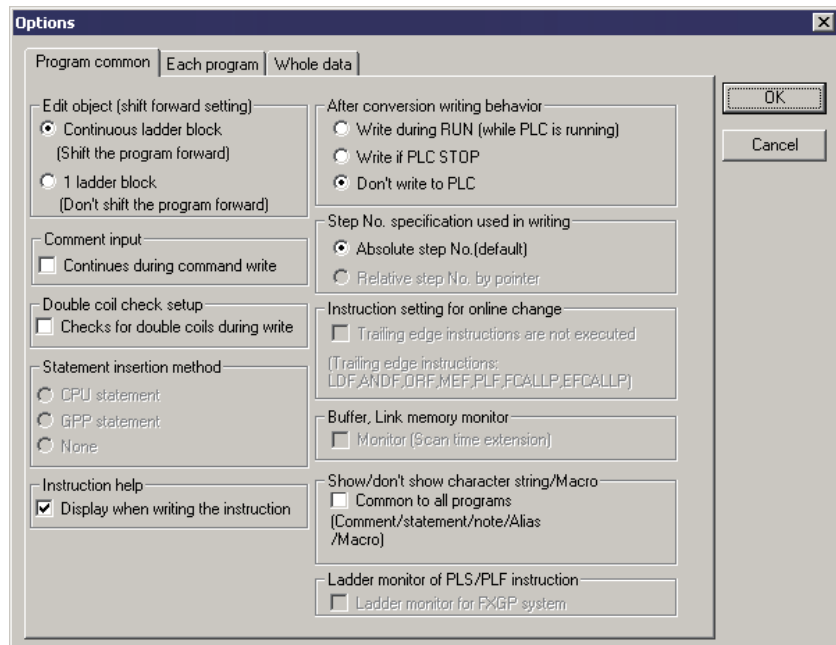 Options
Program common
Each program
Whole data
Edit object (shift forward setting)
Continuous ladder block
(Shift the program forward)
1 ladder block
(Don't shift the program forward)
Comment input
Continues during command write
Double coil check setup
Checks for double coils during write
Statement insertion method
CPU statement
GPP statement
None
Instruction help
Display when writing the instruction
After conversion writing behavior
Write during RUN (while PLC is running)
Write if PLC STOP
Don't write to PLC
Step No. specification used in writing
Absolute step No.(default)
Relative step No. by pointer
Instruction setting for online change
Trailing edge instructions are not executed
(Trailing edge instructions:
LDF,ANDF,ORF,MEF,PLF,FCALLP,EFCALLP)
Buffer, Link memory monitor
Monitor (Scan time extension)
Show/don't show character string/Macro
Common to all programs
(Comment/statement/note/Alias
/Macro)
Ladder monitor of PLS/PLF instruction
Ladder monitor for FXGP system
OK
Cancel